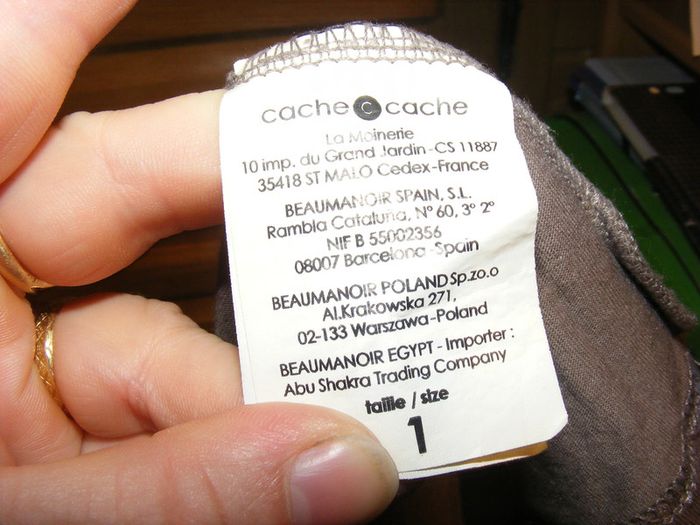 cache c cache
La Moinerie
10 imp. du Grand Jardin-CS 11887
35418 ST MALO Cedex-France
BEAUMANOIR SPAIN, S.L.
Rambla Cataluna, N° 60, 3° 2°
NIF B 55002356
08007 Barcelona-Spain
BEAUMANOIR POLAND Sp.zo.o
Al.Krakowska 271,
02-133 Warszawa-Poland
BEAUMANOIR EGYPT - Importer :
Abu Shakra Trading Company
taille / size
1